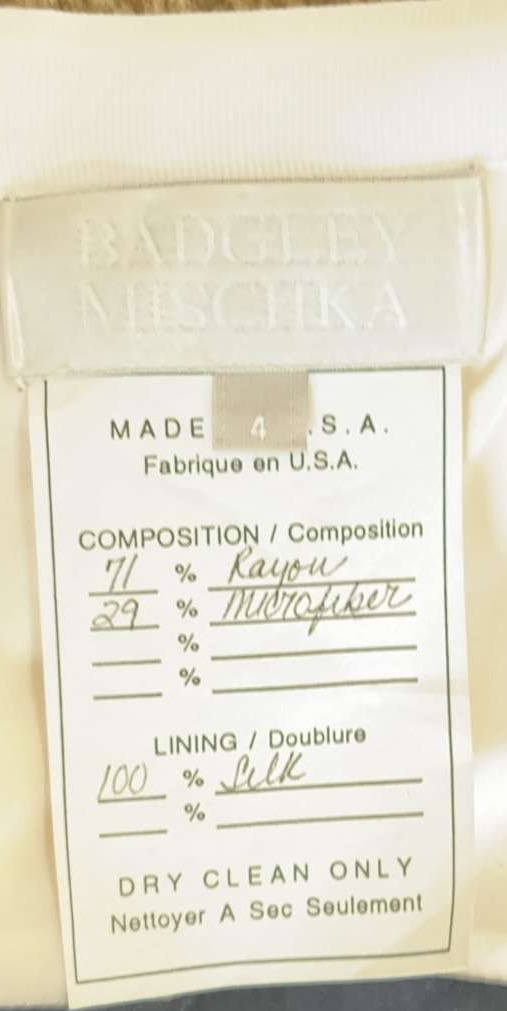 BADGLEY
MISCHKA
4
MADE .S.A.
Fabrique en U.S.A.
COMPOSITION / Composition
71 % Rayon
29 % Microfiber
%
%
LINING / Doublure
100 % Silk
%
DRY CLEAN ONLY
Nettoyer A Sec Seulement